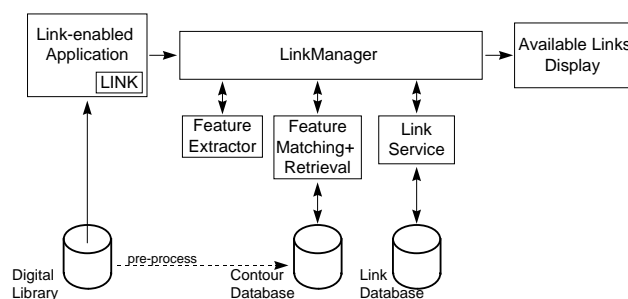 Link-enabled
Application
LINK
LinkManager
Available Links
Display
Feature
Extractor
Feature
Matching+
Retrieval
Link
Service
pre-process
Digital
Library
Contour
Database
Link
Database